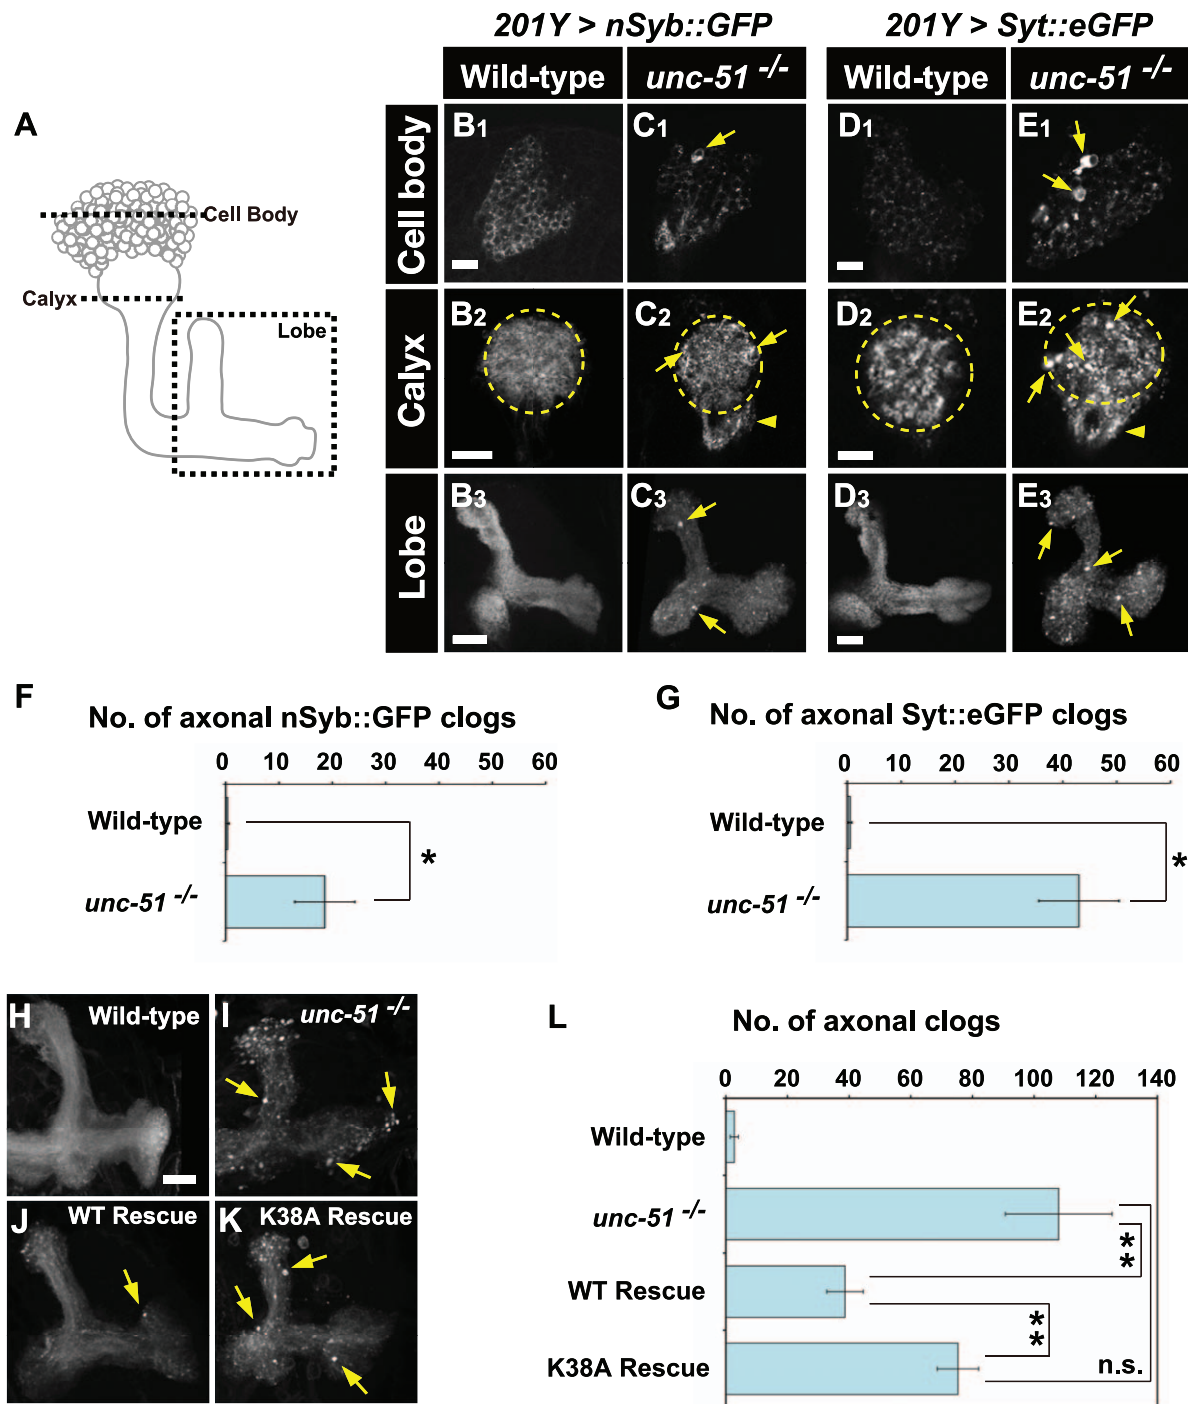 201Y > nSyb::GFP
201Y > Syt::eGFP
Wild-type
unc-51 -/-
Wild-type
unc-51 -/-
A
Cell Body
Calyx
Lobe
Cell body
B1
C1
D1
E1
Calyx
B2
C2
D2
E2
Lobe
B3
C3
D3
E3
F
No. of axonal nSyb::GFP clogs
0 10 20 30 40 50 60
Wild-type
unc-51 -/-
*
G
No. of axonal Syt::eGFP clogs
0 10 20 30 40 50 60
Wild-type
unc-51 -/-
*
H
Wild-type
I
unc-51 -/-
J
WT Rescue
K
K38A Rescue
L
No. of axonal clogs
0 20 40 60 80 100 120 140
Wild-type
unc-51 -/-
WT Rescue
K38A Rescue
**
**
n.s.